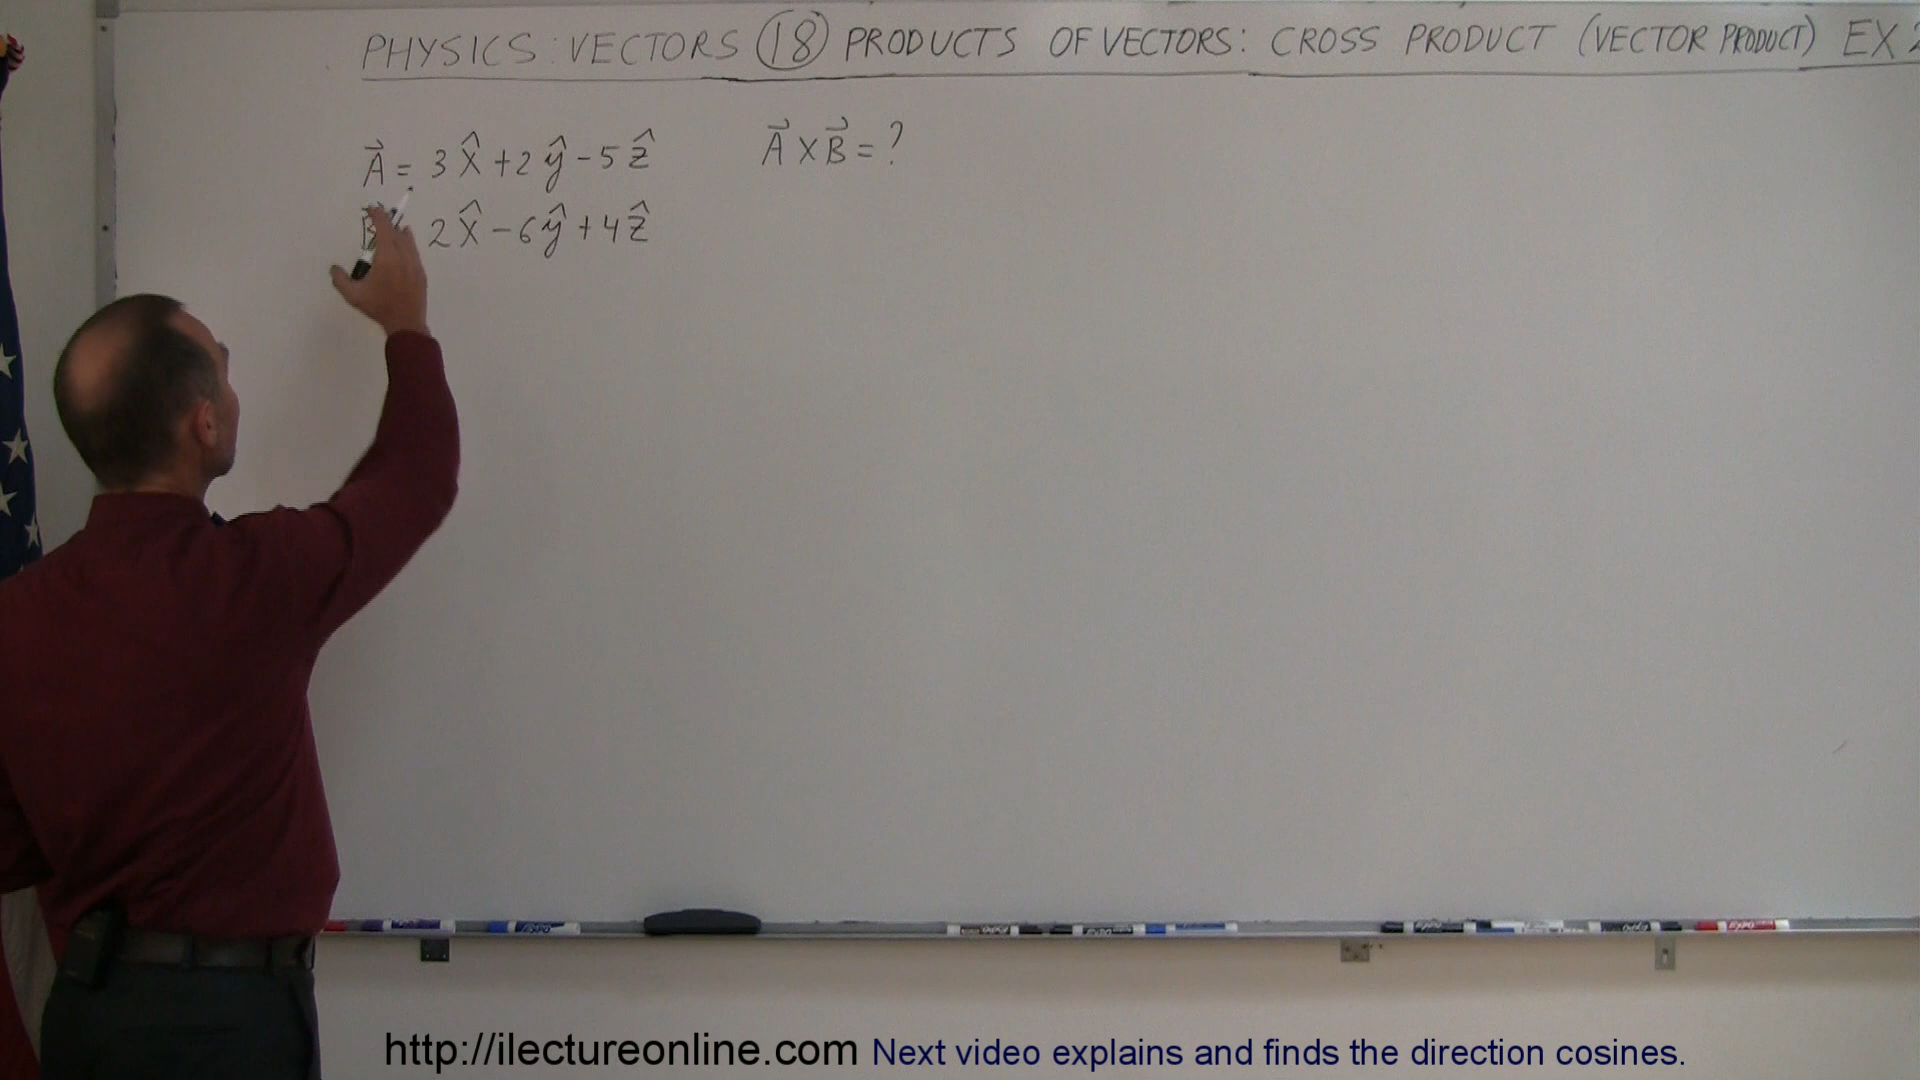 PHYSICS: VECTORS (18) PRODUCTS OF VECTORS: CROSS PRODUCT (VECTOR PRODUCT) EX 2
A⃗ = 3x̂ + 2ŷ - 5ẑ
A⃗ × B⃗ = ?
B⃗ = 2x̂ - 6ŷ + 4ẑ
http://ilectureonline.com Next video explains and finds the direction cosines.